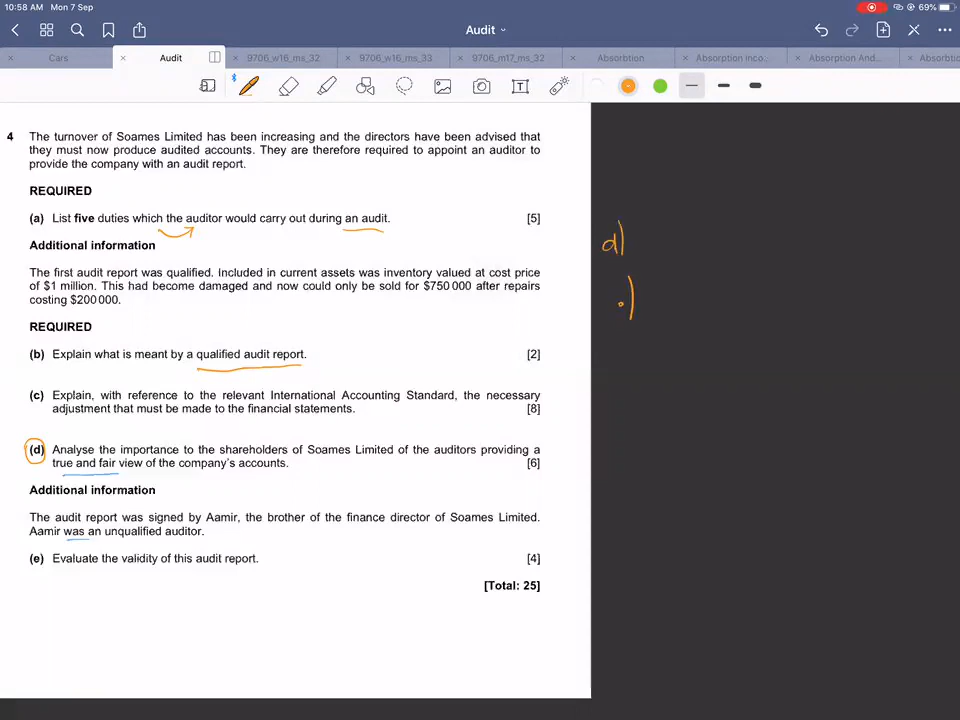 10:58 AM Mon 7 Sep
69%
Audit
Cars
Audit
9706_w16_ms_32
9706_w16_ms_33
9706_m17_ms_32
Absorbtion
Absorption Inco...
Absorption And...
Absorbti
4 The turnover of Soames Limited has been increasing and the directors have been advised that
they must now produce audited accounts. They are therefore required to appoint an auditor to
provide the company with an audit report.
REQUIRED
(a) List five duties which the auditor would carry out during an audit. [5]
Additional information
The first audit report was qualified. Included in current assets was inventory valued at cost price
of $1 million. This had become damaged and now could only be sold for $750 000 after repairs
costing $200 000.
REQUIRED
(b) Explain what is meant by a qualified audit report. [2]
(c) Explain, with reference to the relevant International Accounting Standard, the necessary
adjustment that must be made to the financial statements. [8]
(d) Analyse the importance to the shareholders of Soames Limited of the auditors providing a
true and fair view of the company's accounts. [6]
Additional information
The audit report was signed by Aamir, the brother of the finance director of Soames Limited.
Aamir was an unqualified auditor.
(e) Evaluate the validity of this audit report. [4]
[Total: 25]
d)
.)